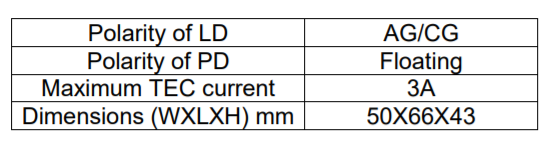 Polarity of LD AG/CG
Polarity of PD Floating
Maximum TEC current 3A
Dimensions (WXLXH) mm 50X66X43